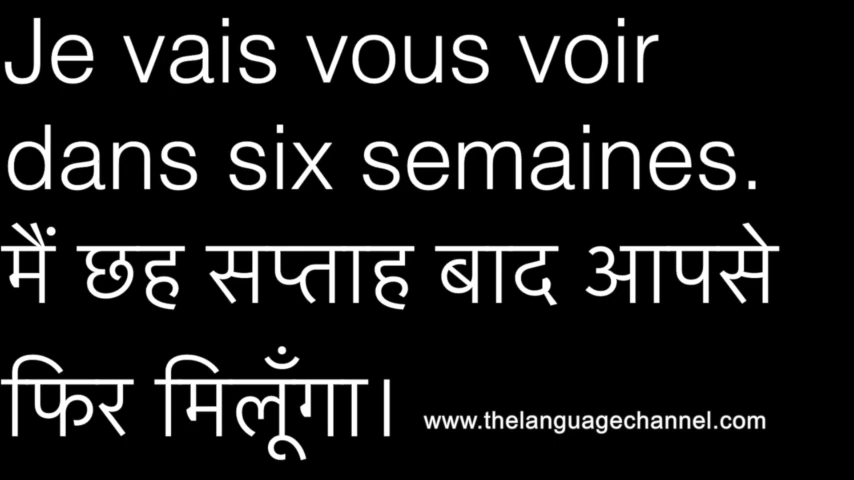 Je vais vous voir
dans six semaines.
मैं छह सप्ताह बाद आपसे
फिर मिलूँगा। www.thelanguagechannel.com